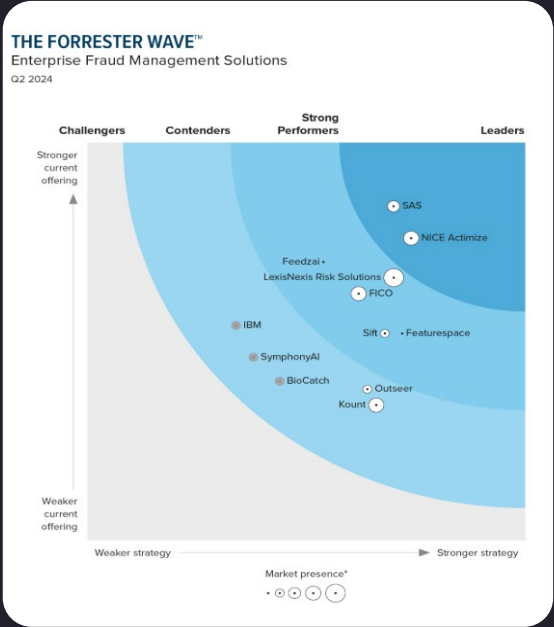 THE FORRESTER WAVE™
Enterprise Fraud Management Solutions
Q2 2024
Challengers
Contenders
Strong
Performers
Leaders
Stronger
current
offering
SAS
NICE Actimize
Feedzai
LexisNexis Risk Solutions
FICO
IBM
Sift
Featurespace
SymphonyAI
BioCatch
Outseer
Kount
Weaker
current
offering
Weaker strategy
Stronger strategy
Market presence*